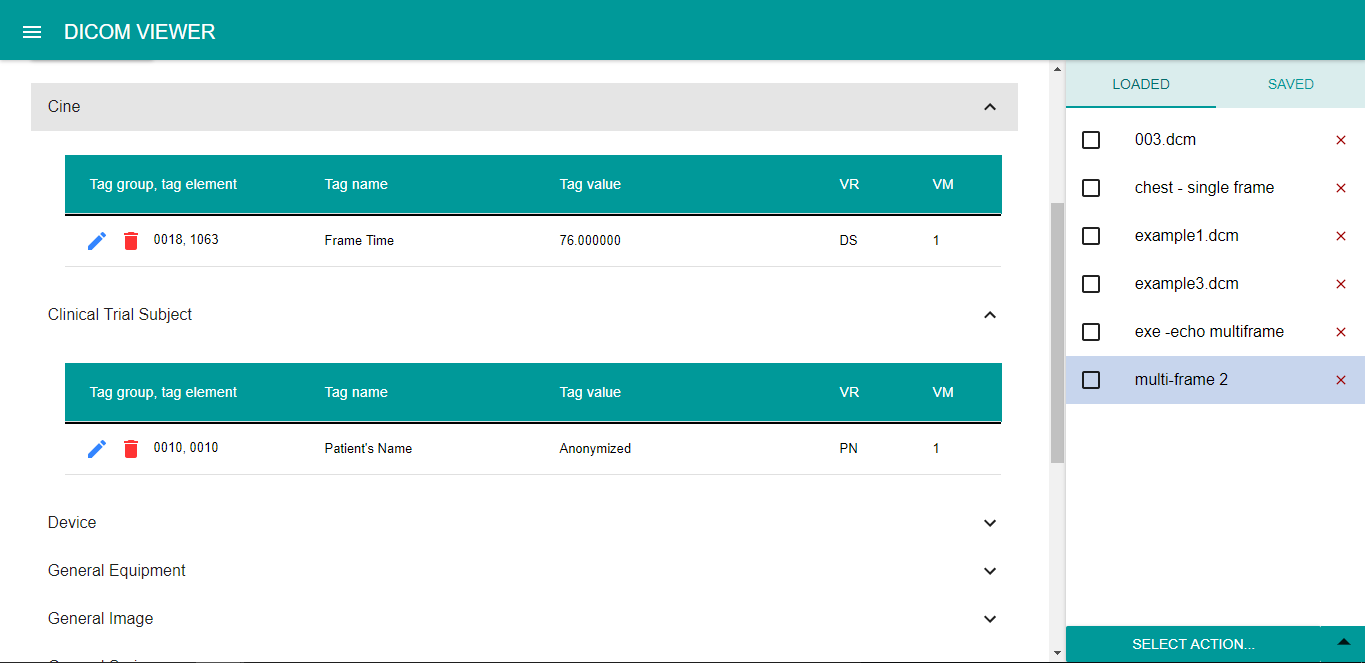 DICOM VIEWER
Cine
Tag group, tag element Tag name Tag value VR VM
0018, 1063 Frame Time 76.000000 DS 1
Clinical Trial Subject
Tag group, tag element Tag name Tag value VR VM
0010, 0010 Patient's Name Anonymized PN 1
Device
General Equipment
General Image
LOADED SAVED
003.dcm
chest - single frame
example1.dcm
example3.dcm
exe -echo multiframe
multi-frame 2
SELECT ACTION...